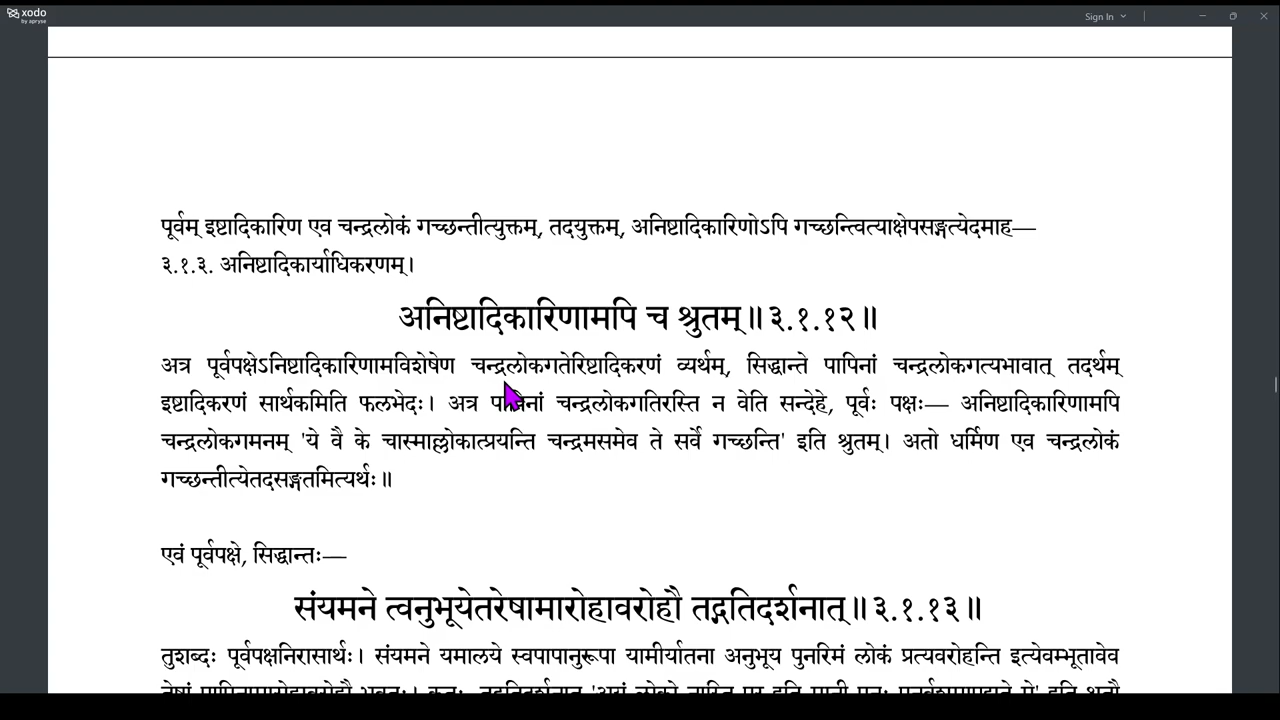 xodo
by apryse
Sign In
पूर्वम् इष्टादिकारिण एव चन्द्रलोकं गच्छन्तीत्युक्तम्, तदयुक्तम्, अनिष्टादिकारिणोऽपि गच्छन्त्वित्याक्षेपसङ्गत्येदमाह—
३.१.३. अनिष्टादिकार्याधिकरणम्।
अनिष्टादिकारिणामपि च श्रुतम्॥३.१.१२॥
अत्र पूर्वपक्षेऽनिष्टादिकारिणामविशेषेण चन्द्रलोकगतेरिष्टादिकरणं व्यर्थम्, सिद्धान्ते पापिनां चन्द्रलोकगत्यभावात् तदर्थम्
इष्टादिकरणं सार्थकमिति फलभेदः। अत्र पापिनां चन्द्रलोकगतिरस्ति न वेति सन्देहे, पूर्वः पक्षः— अनिष्टादिकारिणामपि
चन्द्रलोकगमनम् 'ये वै के चास्माल्लोकात्प्रयन्ति चन्द्रमसमेव ते सर्वे गच्छन्ति' इति श्रुतम्। अतो धर्मिण एव चन्द्रलोकं
गच्छन्तीत्येतदसङ्गतमित्यर्थः॥
एवं पूर्वपक्षे, सिद्धान्तः—
संयमने त्वनुभूयेतरेषामारोहावरोहौ तद्गतिदर्शनात्॥३.१.१३॥
तुशब्दः पूर्वपक्षनिरासार्थः। संयमने यमालये स्वपापानुरूपा यामीर्यातना अनुभूय पुनरिमं लोकं प्रत्यवरोहन्ति इत्येवम्भूतावेव